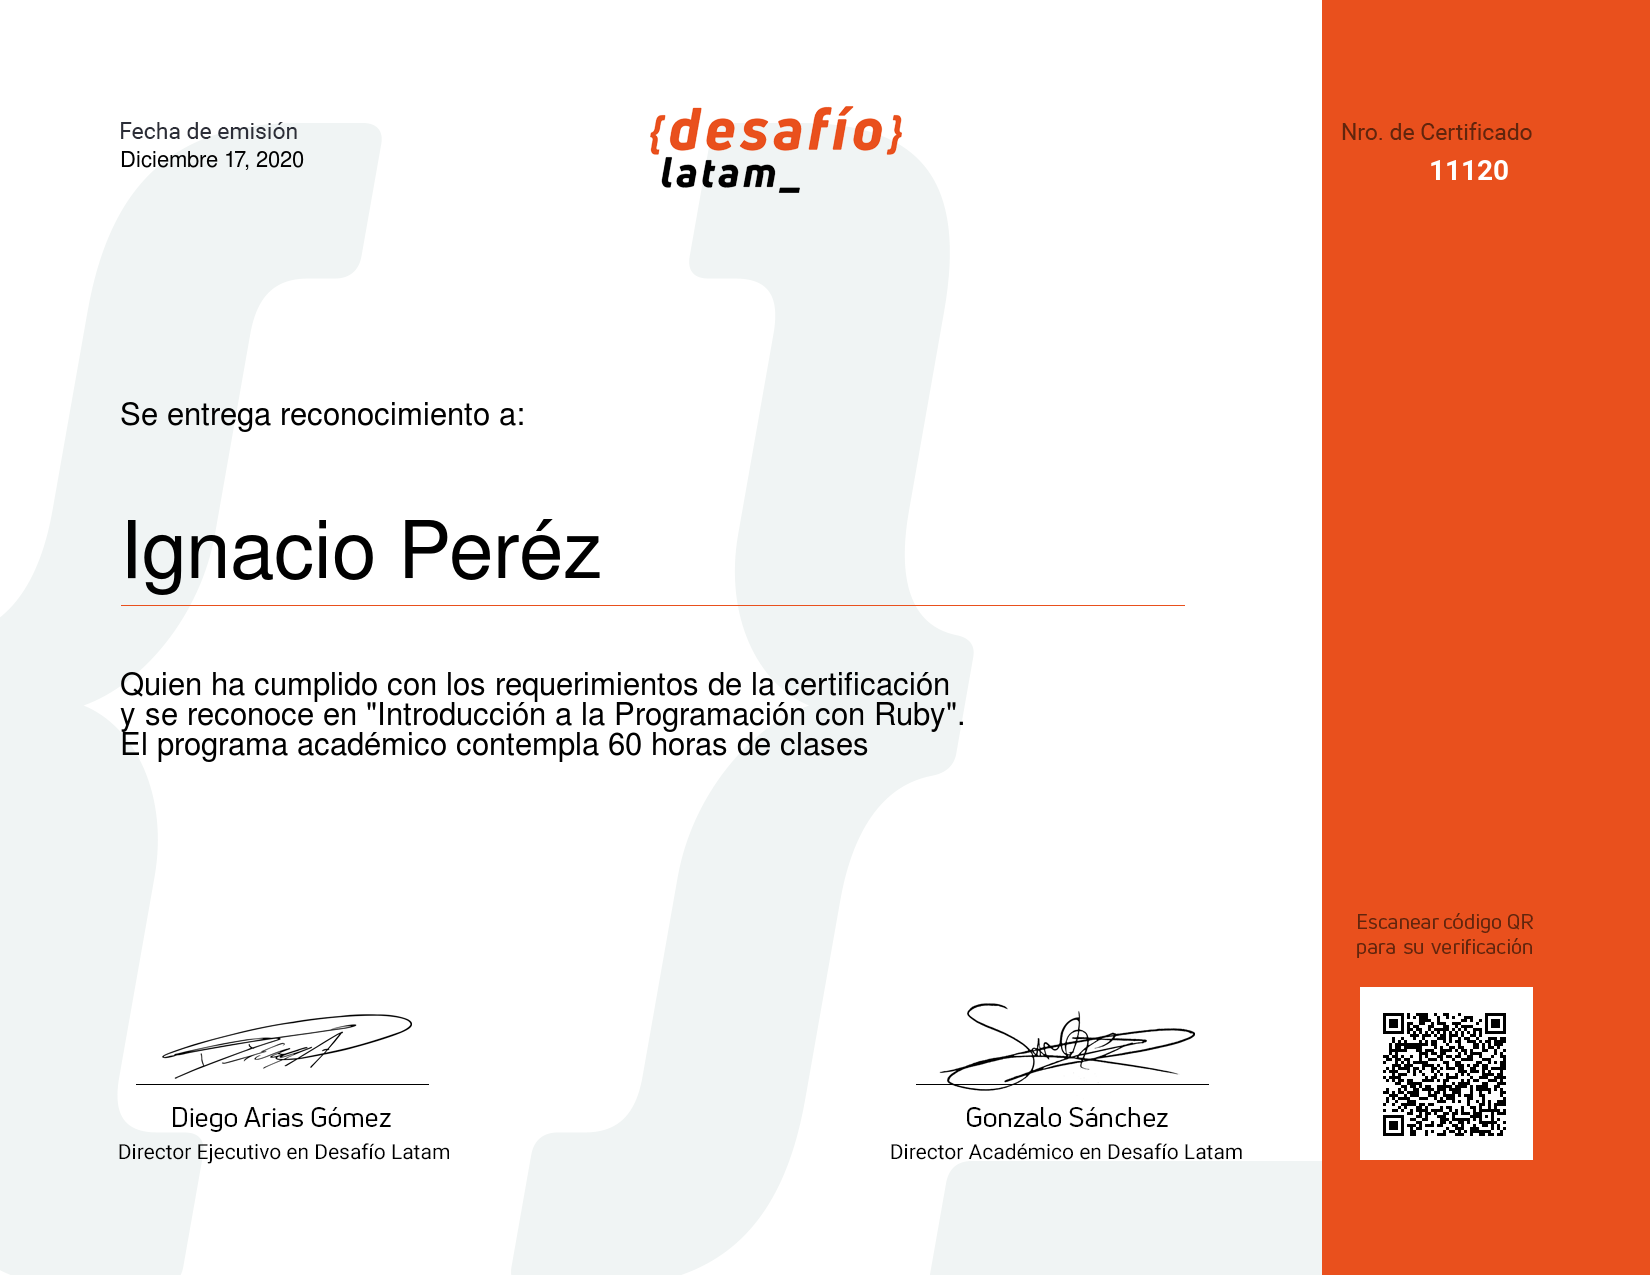 Fecha de emisión
Diciembre 17, 2020
{desafío}
latam_
Nro. de Certificado
11120
Se entrega reconocimiento a:
Ignacio Peréz
Quien ha cumplido con los requerimientos de la certificación
y se reconoce en "Introducción a la Programación con Ruby".
El programa académico contempla 60 horas de clases
Escanear código QR
para su verificación
Diego Arias Gómez
Director Ejecutivo en Desafío Latam
Gonzalo Sánchez
Director Académico en Desafío Latam